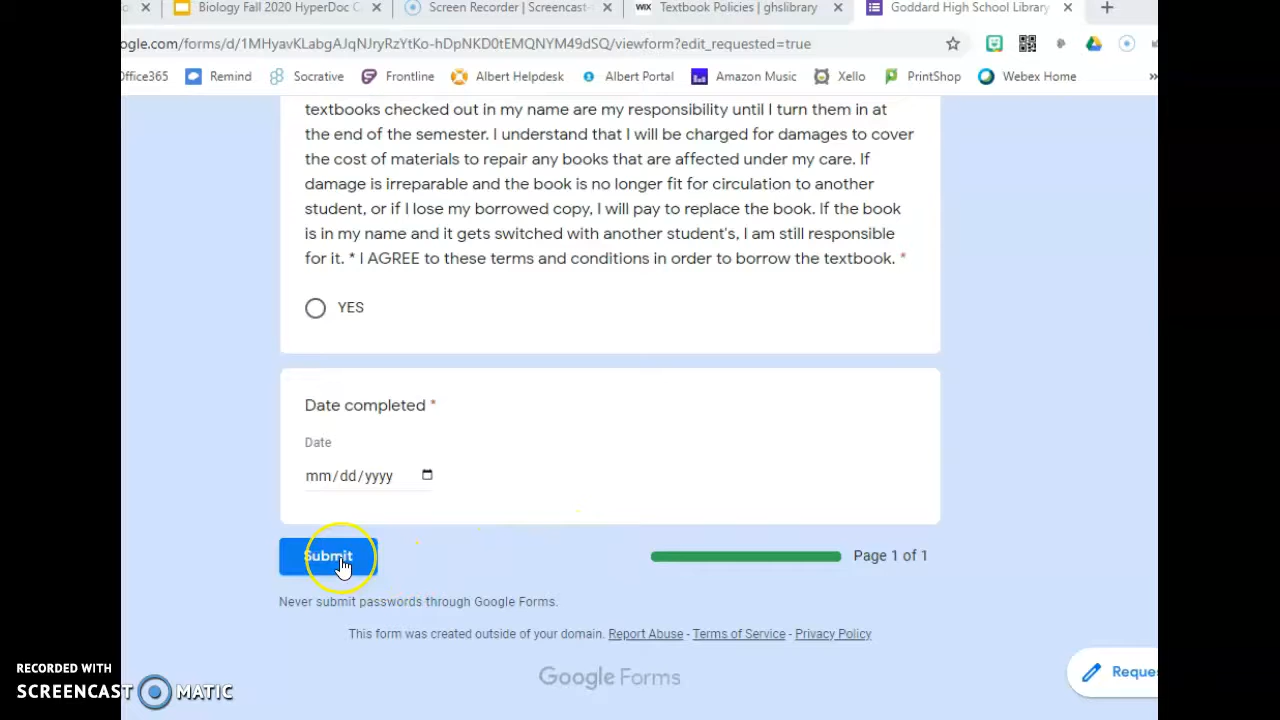 Biology Fall 2020 HyperDoc C
Screen Recorder | Screencast-
WIX Textbook Policies | ghslibrary
Goddard High School Library
ogle.com/forms/d/1MHyavKLabgAJqNJryRzYtKo-hDpNKD0tEMQNYM49dSQ/viewform?edit_requested=true
Office365 Remind Socrative Frontline Albert Helpdesk Albert Portal Amazon Music Xello PrintShop Webex Home »
textbooks checked out in my name are my responsibility until I turn them in at
the end of the semester. I understand that I will be charged for damages to cover
the cost of materials to repair any books that are affected under my care. If
damage is irreparable and the book is no longer fit for circulation to another
student, or if I lose my borrowed copy, I will pay to replace the book. If the book
is in my name and it gets switched with another student's, I am still responsible
for it. * I AGREE to these terms and conditions in order to borrow the textbook. *
YES
Date completed *
Date
mm/dd/yyyy
Submit
Page 1 of 1
Never submit passwords through Google Forms.
This form was created outside of your domain. Report Abuse - Terms of Service - Privacy Policy
Google Forms
Reque
RECORDED WITH
SCREENCAST MATIC